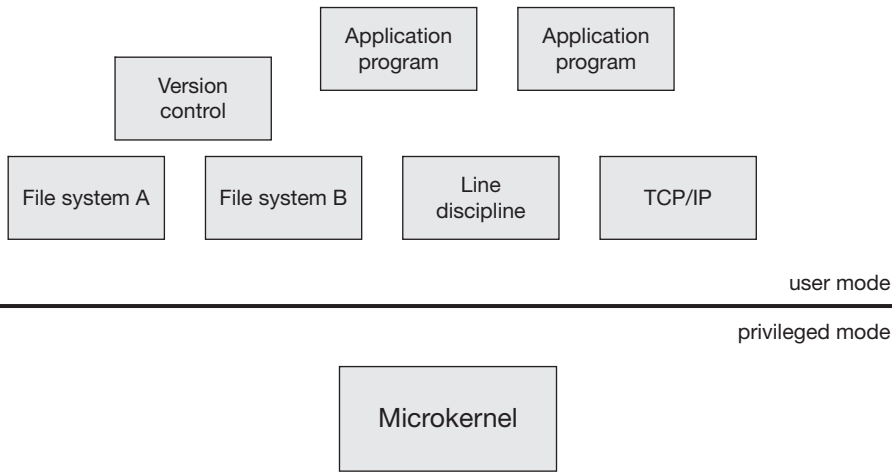 Application
program
Application
program
Version
control
File system A
File system B
Line
discipline
TCP/IP
user mode
privileged mode
Microkernel